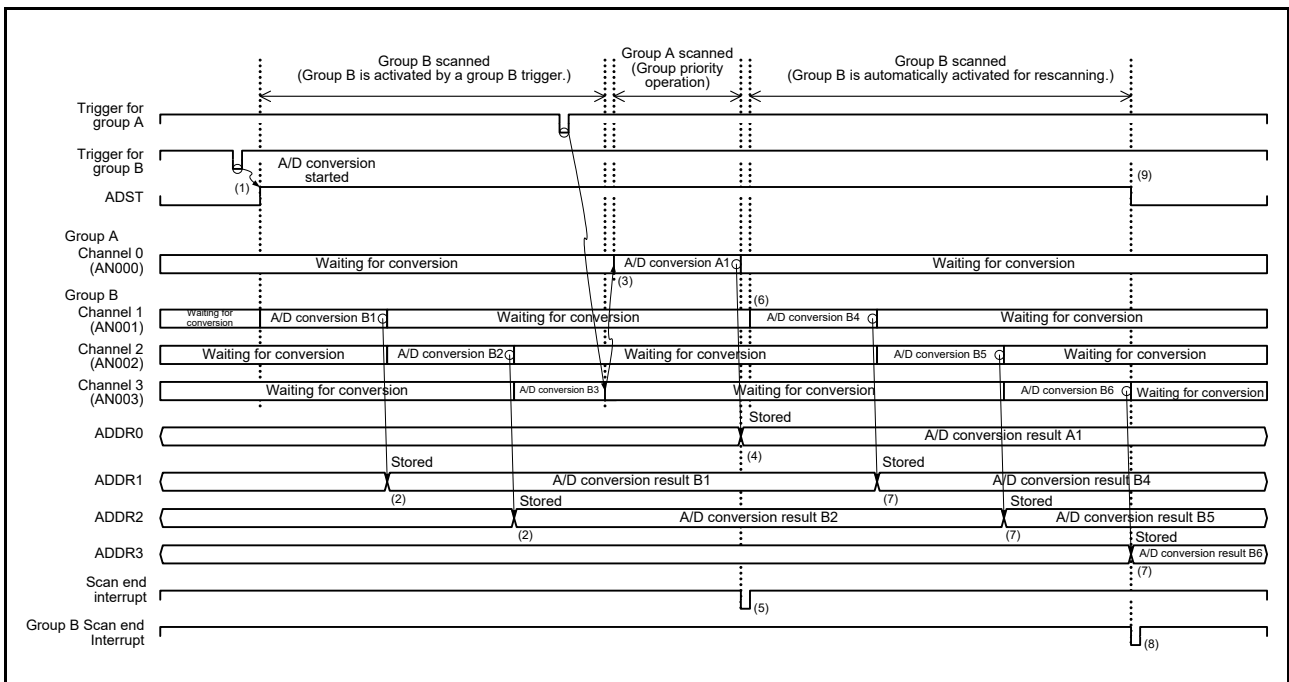 Group B scanned
(Group B is activated by a group B trigger.)
Group A scanned
(Group priority
operation)
Group B scanned
(Group B is automatically activated for rescanning.)
Trigger for
group A
Trigger for
group B
A/D conversion
started
(1)
(9)
ADST
Group A
Channel 0
(AN000)
Waiting for conversion
A/D conversion A1
Waiting for conversion
(3)
Group B
(6)
Channel 1
(AN001)
Waiting for
conversion
A/D conversion B1
Waiting for conversion
A/D conversion B4
Waiting for conversion
Channel 2
(AN002)
Waiting for conversion
A/D conversion B2
Waiting for conversion
A/D conversion B5
Waiting for conversion
Channel 3
(AN003)
Waiting for conversion
A/D conversion B3
Waiting for conversion
A/D conversion B6
Waiting for conversion
Stored
ADDR0
A/D conversion result A1
(4)
Stored
Stored
ADDR1
A/D conversion result B1
A/D conversion result B4
(2)
(7)
Stored
Stored
ADDR2
A/D conversion result B2
A/D conversion result B5
(2)
(7)
Stored
ADDR3
A/D conversion result B6
(7)
Scan end
interrupt
(5)
Group B Scan end
Interrupt
(8)